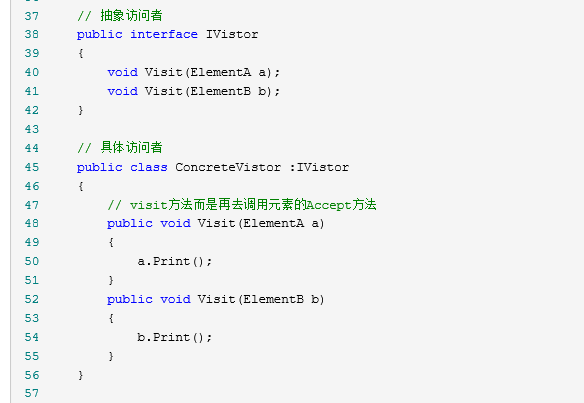 37 // 抽象访问者
38 public interface IVistor
39 {
40 void Visit(ElementA a);
41 void Visit(ElementB b);
42 }
43
44 // 具体访问者
45 public class ConcreteVistor :IVistor
46 {
47 // visit方法而是再去调用元素的Accept方法
48 public void Visit(ElementA a)
49 {
50 a.Print();
51 }
52 public void Visit(ElementB b)
53 {
54 b.Print();
55 }
56 }
57